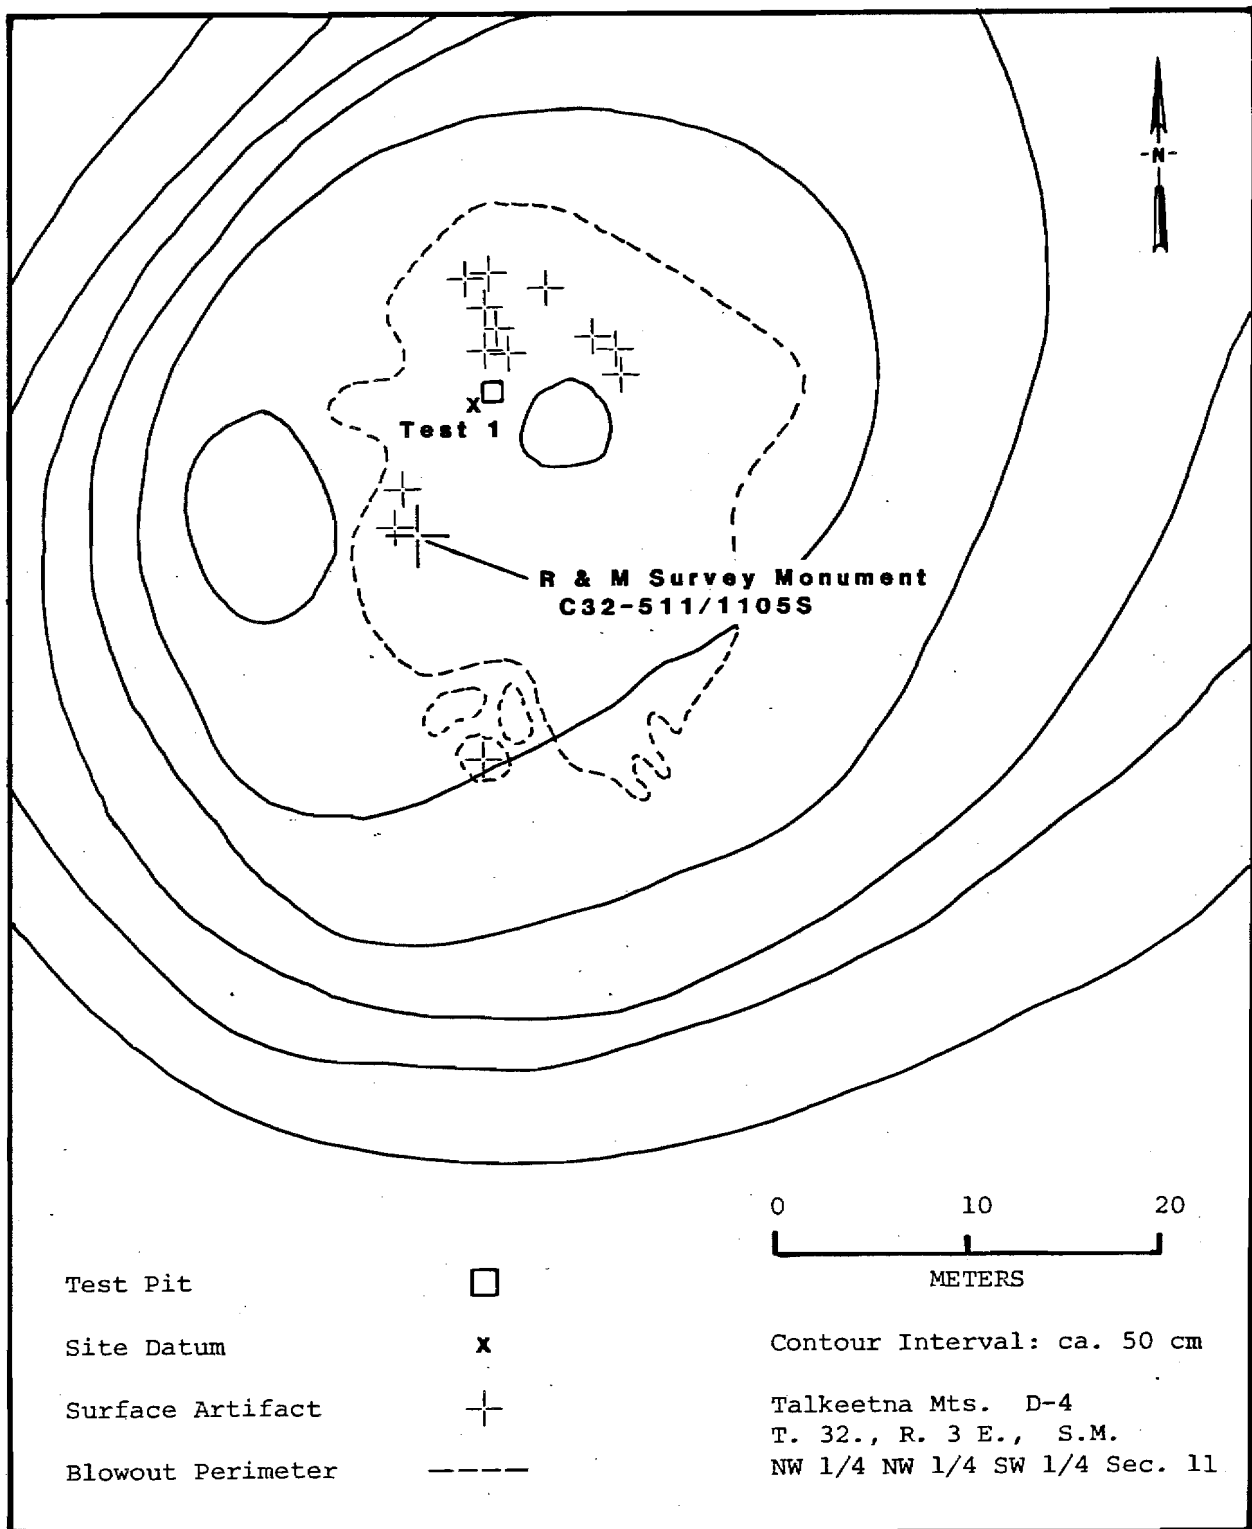 -N-
x
Test 1
R & M Survey Monument
C32-511/1105S
0 10 20
METERS
Test Pit
Site Datum x
Surface Artifact
Blowout Perimeter
Contour Interval: ca. 50 cm
Talkeetna Mts. D-4
T. 32., R. 3 E., S.M.
NW 1/4 NW 1/4 SW 1/4 Sec. 11